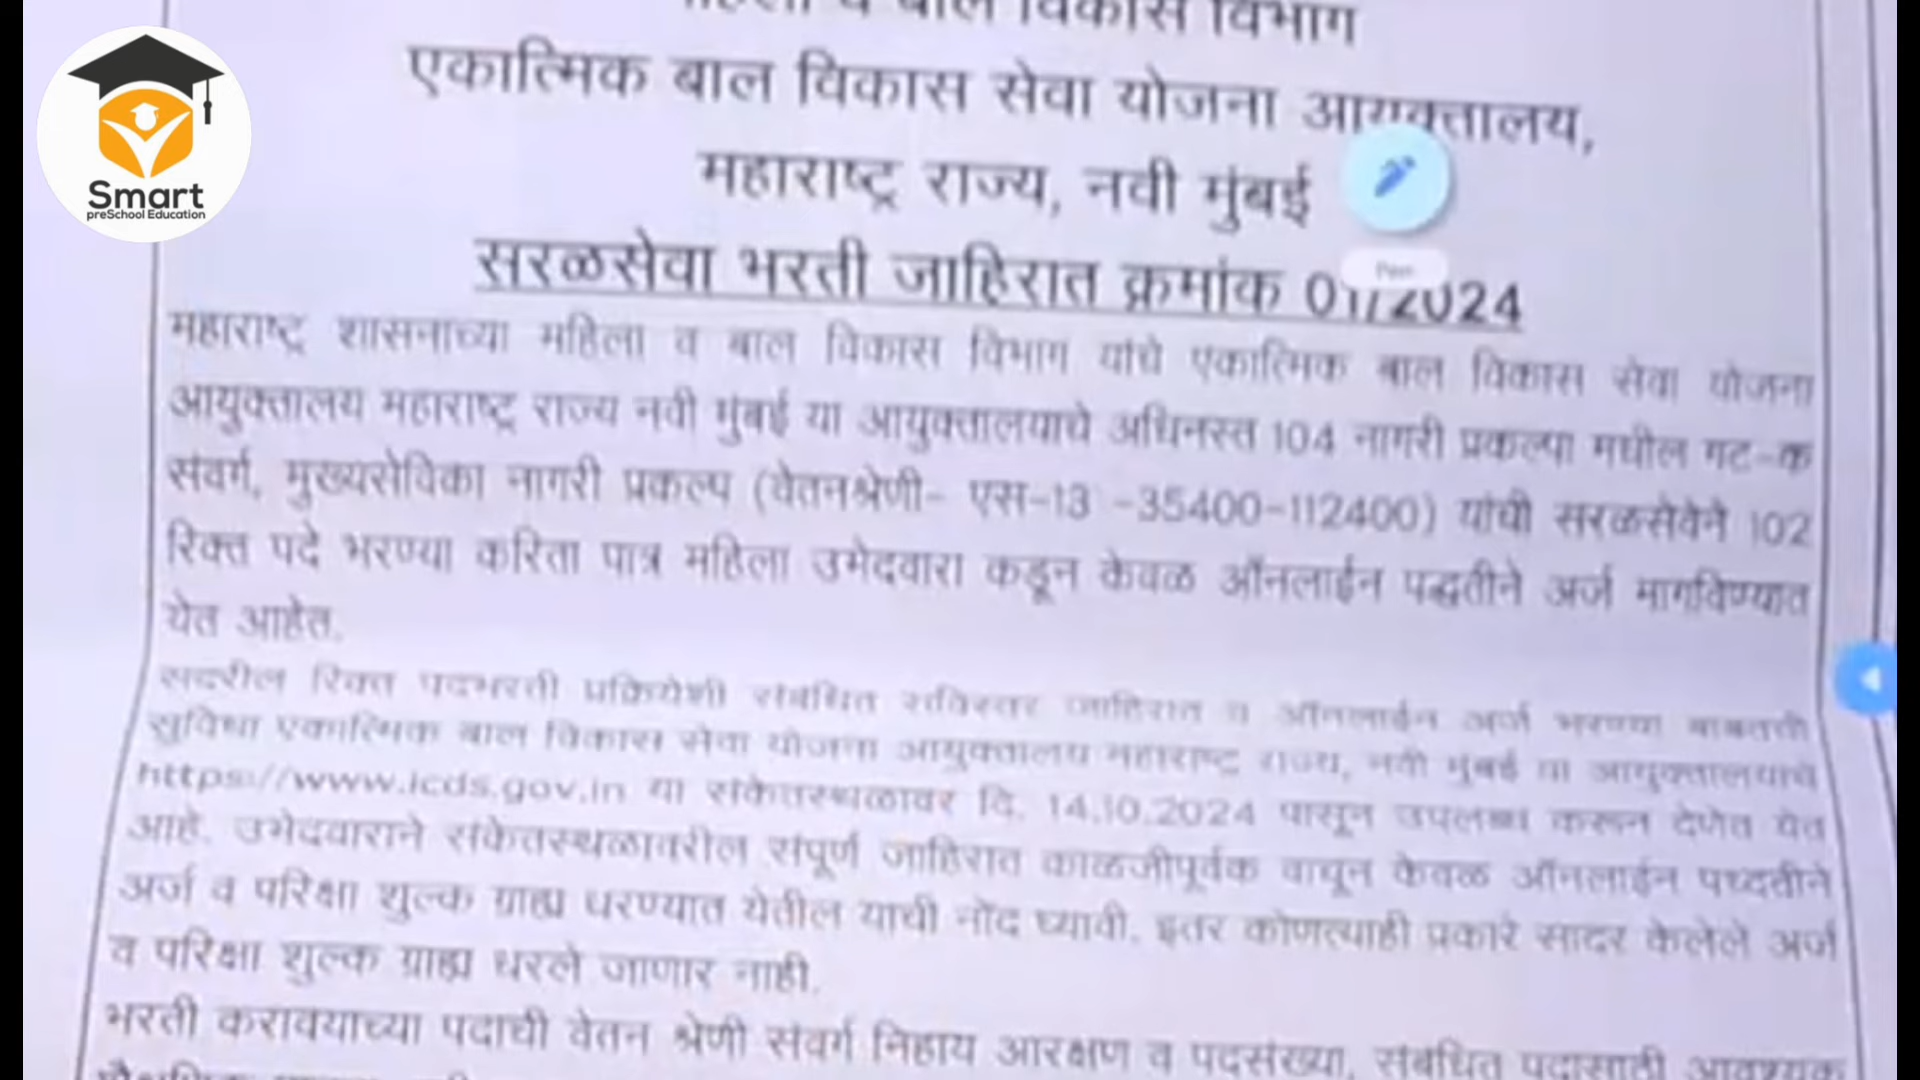 महिला व बाल विकास विभाग
एकात्मिक बाल विकास सेवा योजना आयुक्तालय,
महाराष्ट्र राज्य, नवी मुंबई
सरळसेवा भरती जाहिरात क्रमांक 01/2024
महाराष्ट्र शासनाच्या महिला व बाल विकास विभाग यांचे एकात्मिक बाल विकास सेवा योजना
आयुक्तालय महाराष्ट्र राज्य नवी मुंबई या आयुक्तालयाचे अधिनस्त 104 नागरी प्रकल्पा मधील गट-क
संवर्ग, मुख्यसेविका नागरी प्रकल्प (वेतनश्रेणी- एस-13 -35400-112400) यांची सरळसेवेने 102
रिक्त पदे भरण्या करिता पात्र महिला उमेदवारा कडून केवळ ऑनलाईन पद्धतीने अर्ज मागविण्यात
येत आहेत.
सदरील रिक्त पदभरती प्रक्रियेशी संबंधित सविस्तर जाहिरात व ऑनलाईन अर्ज भरण्या बाबतची
सुविधा एकात्मिक बाल विकास सेवा योजना आयुक्तालय महाराष्ट्र राज्य, नवी मुंबई या आयुक्तालयाचे
https://www.icds.gov.in या संकेतस्थळावर दि. 14.10.2024 पासून उपलब्ध करून देणेत येत
आहे. उमेदवाराने संकेतस्थळावरील संपूर्ण जाहिरात काळजीपूर्वक वाचून केवळ ऑनलाईन पध्दतीने
अर्ज व परिक्षा शुल्क ग्राह्य धरण्यात येतील याची नोंद घ्यावी. इतर कोणत्याही प्रकारे सादर केलेले अर्ज
व परिक्षा शुल्क ग्राह्य धरले जाणार नाही.
भरती करावयाच्या पदाची वेतन श्रेणी संवर्ग निहाय आरक्षण व पदसंख्या, संबंधित पदासाठी आवश्यक
Smart
preSchool Education
Pen